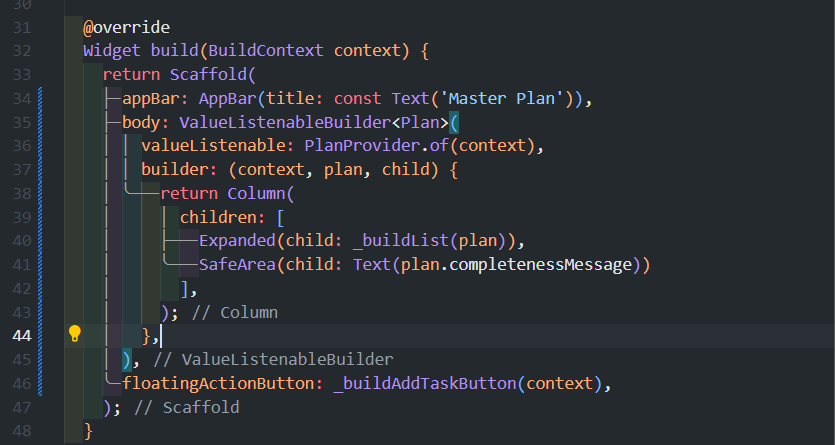 30
31 @override
32 Widget build(BuildContext context) {
33 return Scaffold(
34 appBar: AppBar(title: const Text('Master Plan')),
35 body: ValueListenableBuilder<Plan>(
36 valueListenable: PlanProvider.of(context),
37 builder: (context, plan, child) {
38 return Column(
39 children: [
40 Expanded(child: _buildList(plan)),
41 SafeArea(child: Text(plan.completenessMessage))
42 ],
43 ); // Column
44 },
45 ), // ValueListenableBuilder
46 floatingActionButton: _buildAddTaskButton(context),
47 ); // Scaffold
48 }